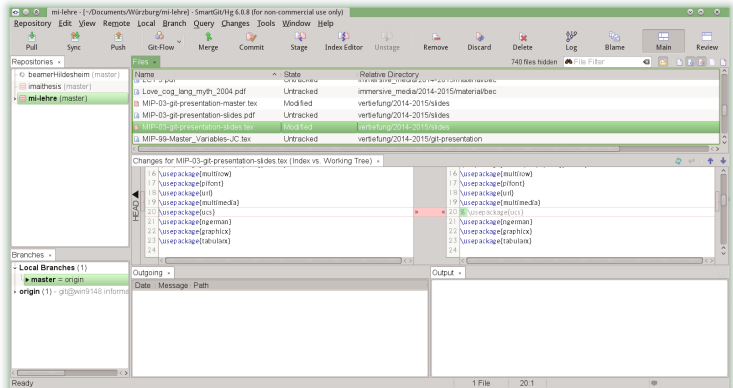 mi-lehre - [~/Documents/Würzburg/mi-lehre] - SmartGit/Hg 6.0.8 (for non-commercial use only)
Repository Edit View Remote Local Branch Query Changes Tools Window Help
Pull Sync Push Git-Flow Merge Commit Stage Index Editor Unstage Remove Discard Delete Log Blame Main Review
Repositories Files 740 files hidden File Filter
beamerHildesheim (master)
imaithesis (master)
mi-lehre (master)
Name State Relative Directory
Untracked immersive_media/2014-2015/material/bec
Love_cog_lang_myth_2004.pdf Untracked immersive_media/2014-2015/material/bec
MIP-03-git-presentation-master.tex Modified vertiefung/2014-2015/slides
MIP-03-git-presentation-slides.pdf Untracked vertiefung/2014-2015/slides
MIP-03-git-presentation-slides.tex Modified vertiefung/2014-2015/slides
MIP-99-Master_Variables-JC.tex Untracked vertiefung/2014-2015/git-presentation
Changes for MIP-03-git-presentation-slides.tex (Index vs. Working Tree)
HEAD
16 \usepackage{multirow} 16 \usepackage{multirow}
17 \usepackage{pifont} 17 \usepackage{pifont}
18 \usepackage{url} 18 \usepackage{url}
19 \usepackage{multimedia} 19 \usepackage{multimedia}
20 \usepackage{ucs} 20 % \usepackage{ucs}
21 \usepackage{ngerman} 21 \usepackage{ngerman}
22 \usepackage{graphicx} 22 \usepackage{graphicx}
23 \usepackage{tabularx} 23 \usepackage{tabularx}
24 24
Branches
Local Branches (1)
master = origin
origin (1) - git@win9148.informa
Outgoing Output
Date Message Path
Ready 1 File 20:1